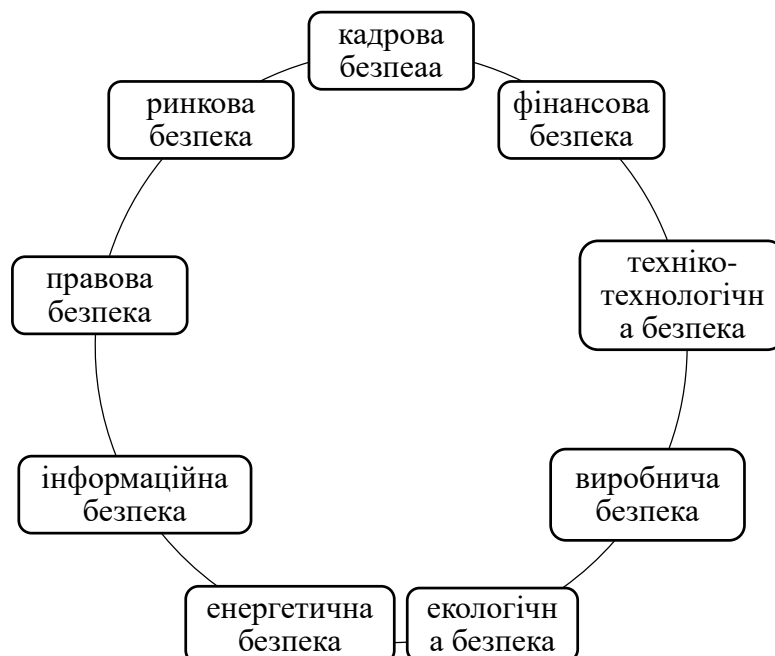 кадрова
безпеаа
фінансова
безпека
техніко-
технологічн
а безпека
виробнича
безпека
екологічн
а безпека
енергетична
безпека
інформаційна
безпека
правова
безпека
ринкова
безпека